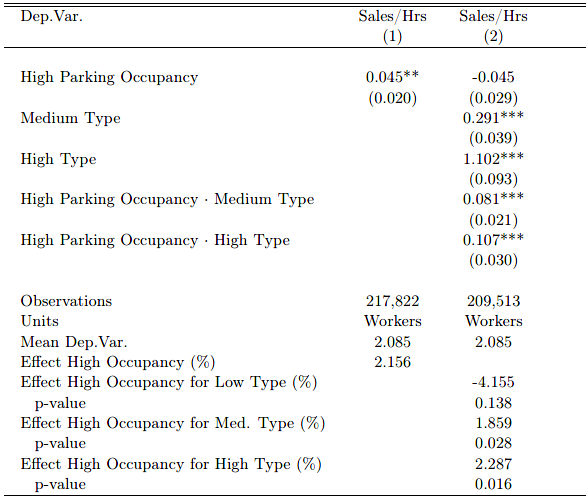 Dep.Var. Sales/Hrs Sales/Hrs
(1) (2)
High Parking Occupancy 0.045** -0.045
(0.020) (0.029)
Medium Type 0.291***
(0.039)
High Type 1.102***
(0.093)
High Parking Occupancy · Medium Type 0.081***
(0.021)
High Parking Occupancy · High Type 0.107***
(0.030)
Observations 217,822 209,513
Units Workers Workers
Mean Dep.Var. 2.085 2.085
Effect High Occupancy (%) 2.156
Effect High Occupancy for Low Type (%) -4.155
p-value 0.138
Effect High Occupancy for Med. Type (%) 1.859
p-value 0.028
Effect High Occupancy for High Type (%) 2.287
p-value 0.016